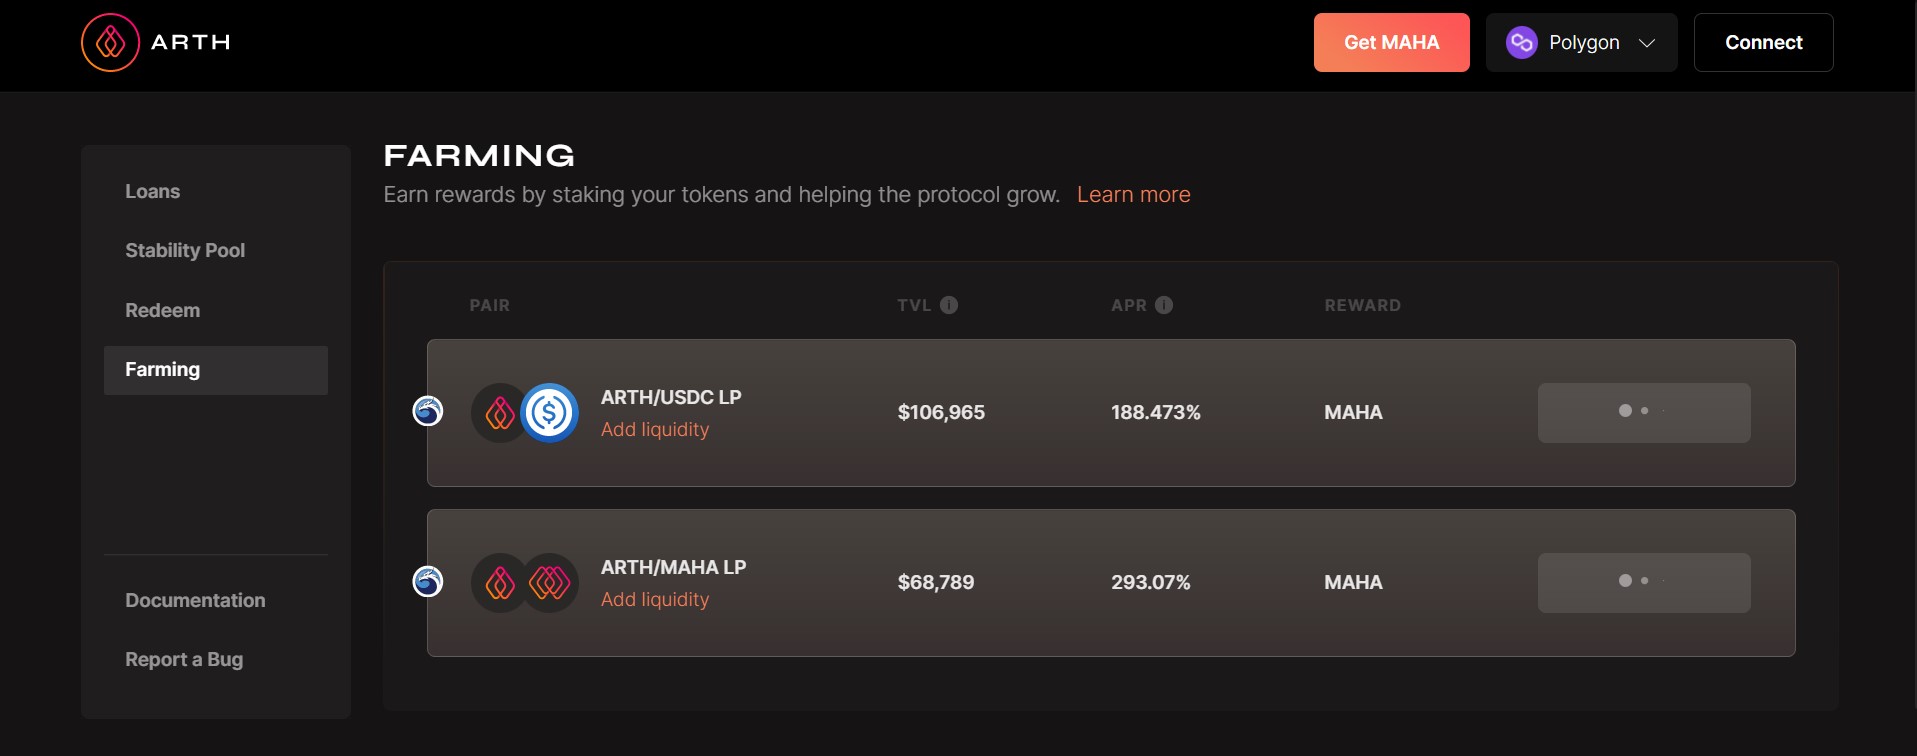 ARTH
Get MAHA
Polygon
Connect
Loans
Stability Pool
Redeem
Farming
Documentation
Report a Bug
FARMING
Earn rewards by staking your tokens and helping the protocol grow. Learn more
PAIR TVL APR REWARD
ARTH/USDC LP
Add liquidity
$106,965
188.473%
MAHA
ARTH/MAHA LP
Add liquidity
$68,789
293.07%
MAHA